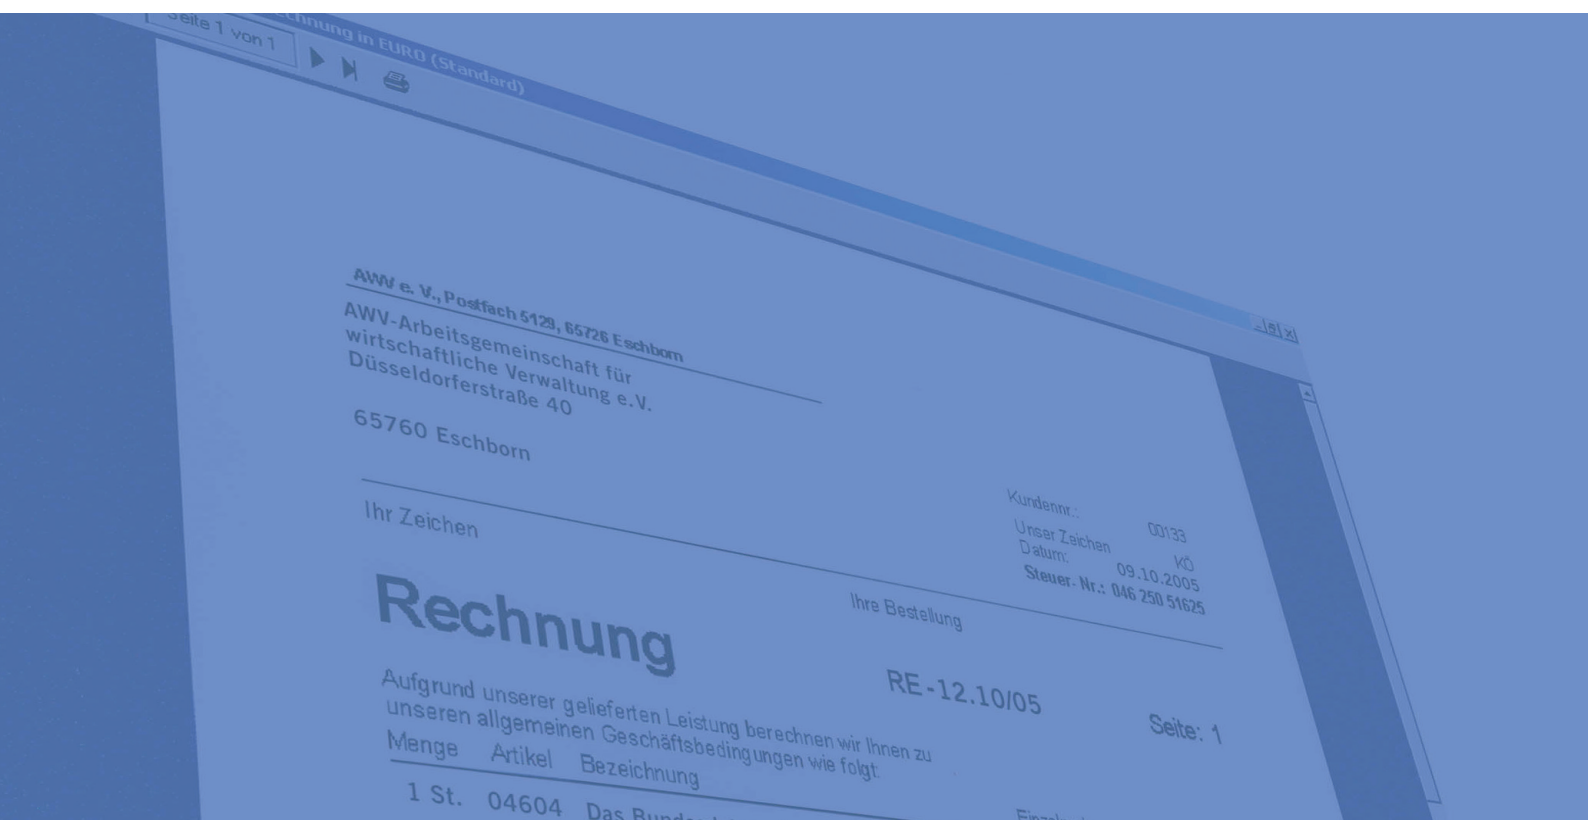 Rechnung in EURO (Standard)
Seite 1 von 1
AWV e. V., Postfach 5129, 65726 Eschborn
AWV-Arbeitsgemeinschaft für
wirtschaftliche Verwaltung e.V.
Düsseldorferstraße 40
65760 Eschborn
Kundennr.: 00133
Unser Zeichen KÖ
Datum: 09.10.2005
Steuer-Nr.: 046 250 51625
Ihr Zeichen
Ihre Bestellung
Rechnung
RE-12.10/05
Seite: 1
Aufgrund unserer gelieferten Leistung berechnen wir Ihnen zu
unseren allgemeinen Geschäftsbedingungen wie folgt:
Menge Artikel Bezeichnung
1 St. 04604 Das